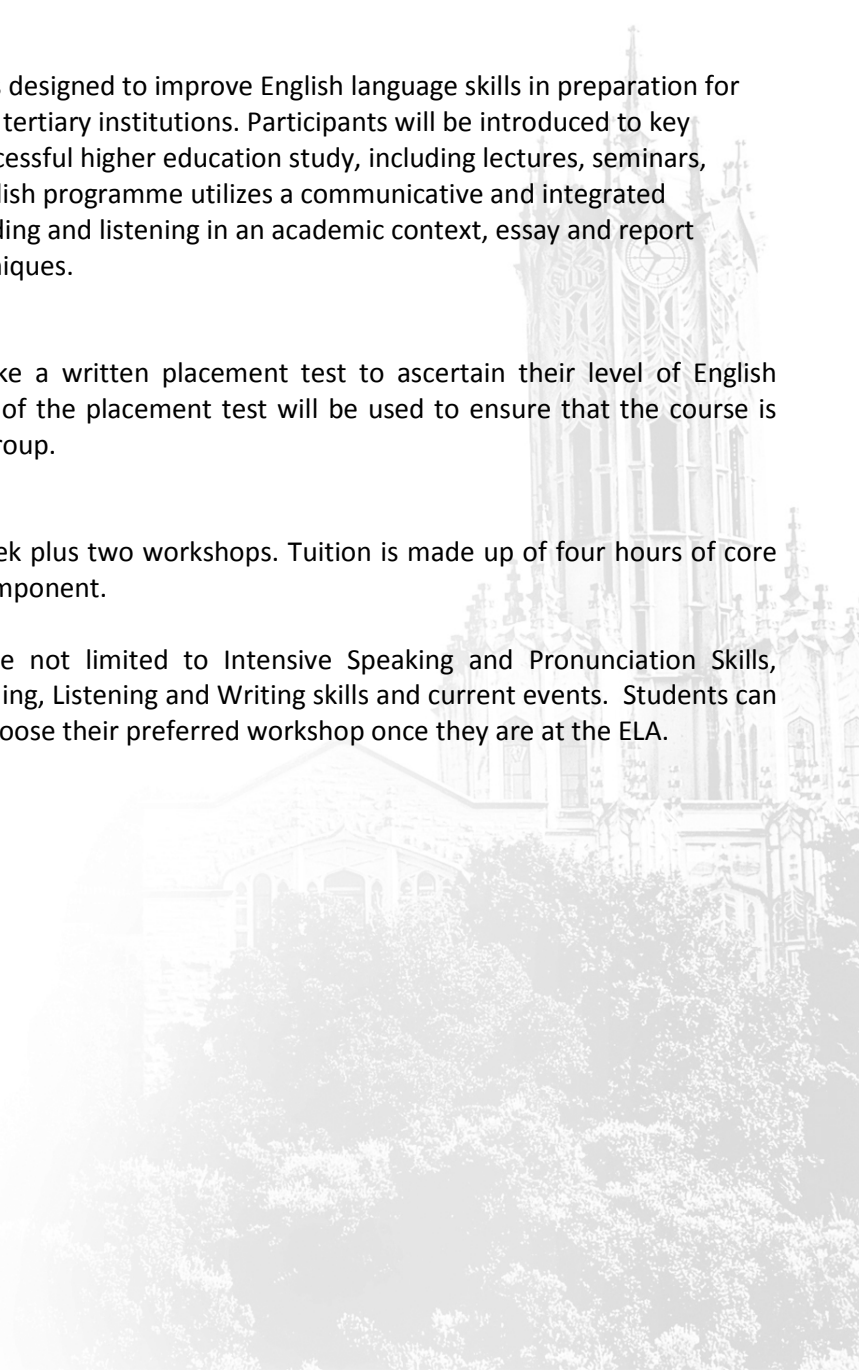 s designed to improve English language skills in preparation for
tertiary institutions. Participants will be introduced to key
cessful higher education study, including lectures, seminars,
lish programme utilizes a communicative and integrated
ding and listening in an academic context, essay and report
niques.
ke a written placement test to ascertain their level of English
of the placement test will be used to ensure that the course is
roup.
ek plus two workshops. Tuition is made up of four hours of core
mponent.
e not limited to Intensive Speaking and Pronunciation Skills,
ing, Listening and Writing skills and current events. Students can
oose their preferred workshop once they are at the ELA.